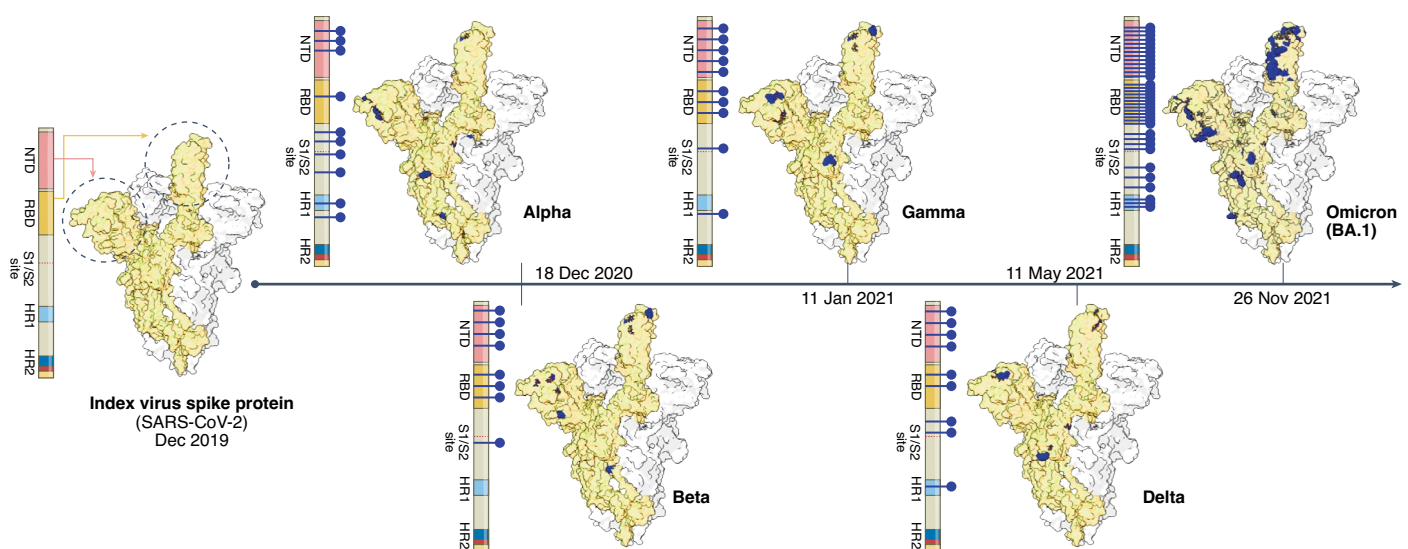 NTD
RBD
S1/S2
site
HR1
HR2
Index virus spike protein
(SARS-CoV-2)
Dec 2019
NTD
RBD
S1/S2
site
HR1
HR2
Alpha
18 Dec 2020
NTD
RBD
S1/S2
site
HR1
HR2
Beta
NTD
RBD
S1/S2
site
HR1
HR2
Gamma
11 Jan 2021
NTD
RBD
S1/S2
site
HR1
HR2
Delta
11 May 2021
NTD
RBD
S1/S2
site
HR1
HR2
Omicron
(BA.1)
26 Nov 2021